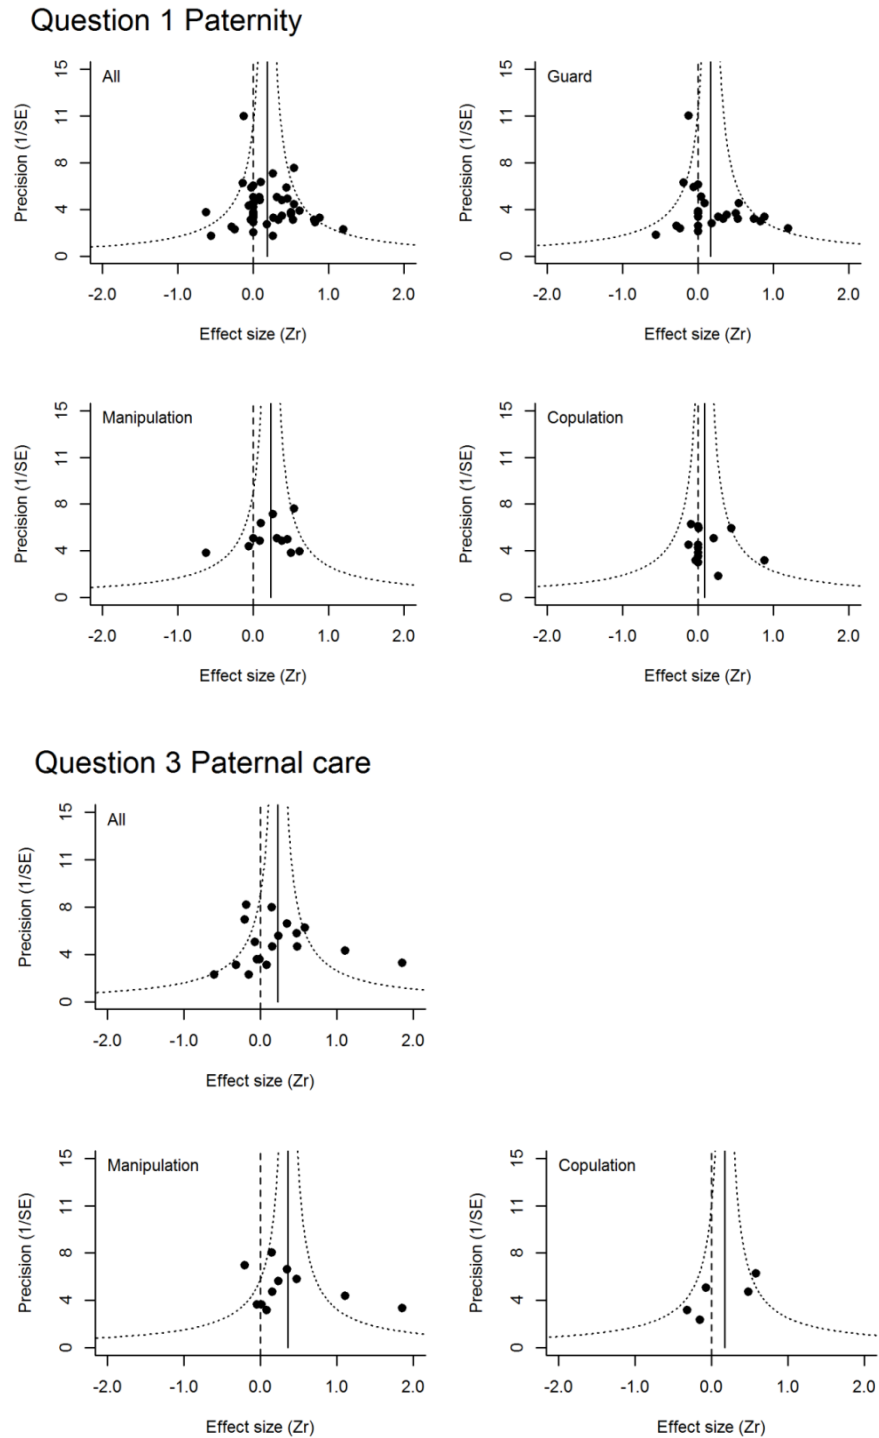 Question 1 Paternity
All
Precision (1/SE)
15
11
8
4
0
-2.0 -1.0 0.0 1.0 2.0
Effect size (Zr)
Guard
Precision (1/SE)
15
11
8
4
0
-2.0 -1.0 0.0 1.0 2.0
Effect size (Zr)
Manipulation
Precision (1/SE)
15
11
8
4
0
-2.0 -1.0 0.0 1.0 2.0
Effect size (Zr)
Copulation
Precision (1/SE)
15
11
8
4
0
-2.0 -1.0 0.0 1.0 2.0
Effect size (Zr)
Question 3 Paternal care
All
Precision (1/SE)
15
11
8
4
0
-2.0 -1.0 0.0 1.0 2.0
Effect size (Zr)
Manipulation
Precision (1/SE)
15
11
8
4
0
-2.0 -1.0 0.0 1.0 2.0
Effect size (Zr)
Copulation
Precision (1/SE)
15
11
8
4
0
-2.0 -1.0 0.0 1.0 2.0
Effect size (Zr)